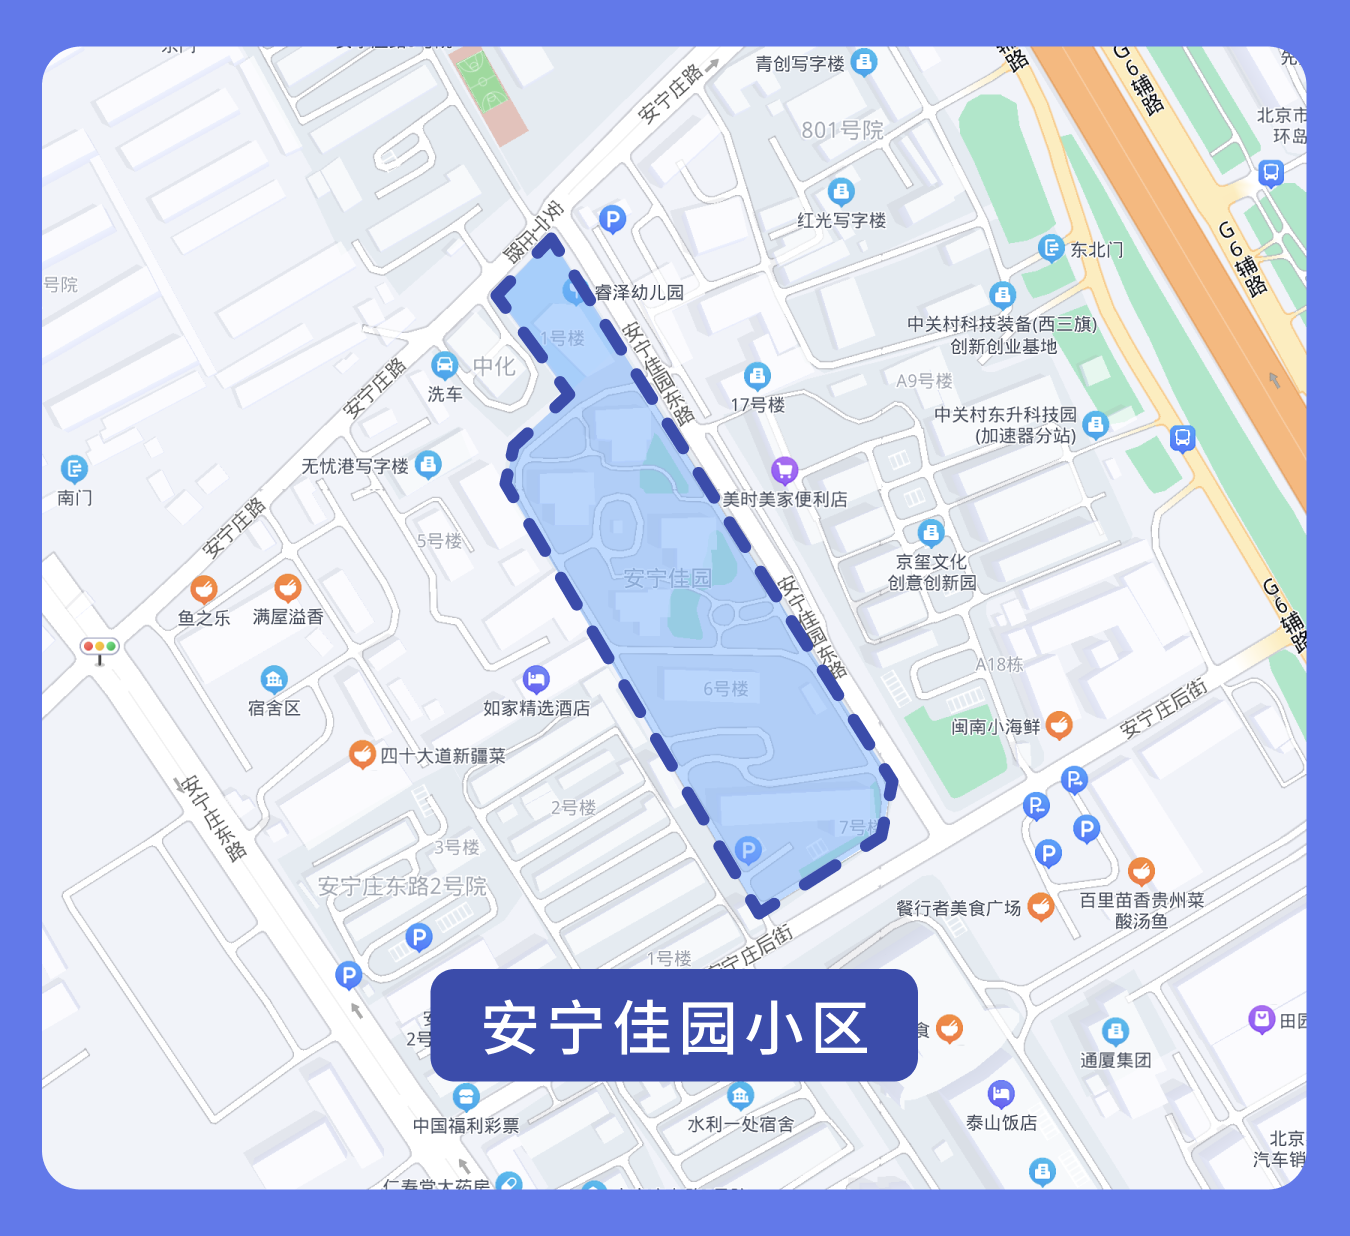 安宁庄路
青创写字楼
801号院
G6辅路
北京市
环岛
红光写字楼
安宁庄路
东北门
号院
睿泽幼儿园
1号楼
中关村科技装备(西三旗)
创新创业基地
G6辅路
安宁佳园东路
中化
洗车
安宁庄路
17号楼
A9号楼
中关村东升科技园
(加速器分站)
无忧港写字楼
南门
美时美家便利店
安宁庄路
5号楼
京玺文化
创意创新园
安宁佳园
安宁佳园东路
G6辅路
鱼之乐
满屋溢香
A18栋
宿舍区
如家精选酒店
6号楼
安宁庄后街
闽南小海鲜
四十大道新疆菜
安宁庄东路
2号楼
7号楼
3号楼
安宁庄东路2号院
餐行者美食广场
百里苗香贵州菜
酸汤鱼
安宁庄后街
1号楼
安宁佳园小区
2号
食
田园
通厦集团
中国福利彩票
水利一处宿舍
泰山饭店
北京
汽车销
仁寿堂大药房